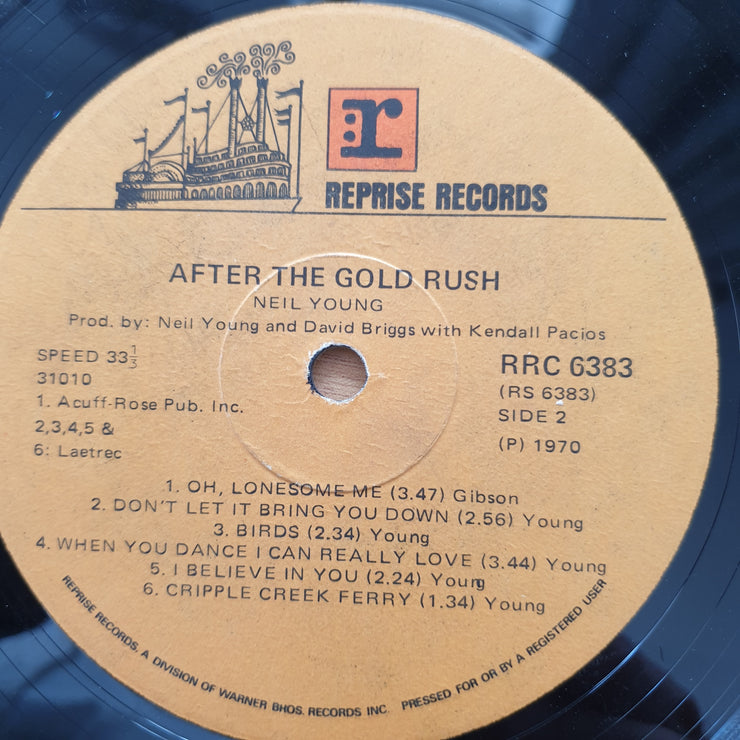 r
REPRISE RECORDS
AFTER THE GOLD RUSH
NEIL YOUNG
Prod. by: Neil Young and David Briggs with Kendall Pacios
SPEED 33⅓
31010
1. Acuff-Rose Pub. Inc.
2,3,4,5 &
6: Laetrec
RRC 6383
(RS 6383)
SIDE 2
(P) 1970
1. OH, LONESOME ME (3.47) Gibson
2. DON'T LET IT BRING YOU DOWN (2.56) Young
3. BIRDS (2.34) Young
4. WHEN YOU DANCE I CAN REALLY LOVE (3.44) Young
5. I BELIEVE IN YOU (2.24) Young
6. CRIPPLE CREEK FERRY (1.34) Young
REPRISE RECORDS, A DIVISION OF WARNER BHOS. RECORDS INC. PRESSED FOR OR BY A REGISTERED USER